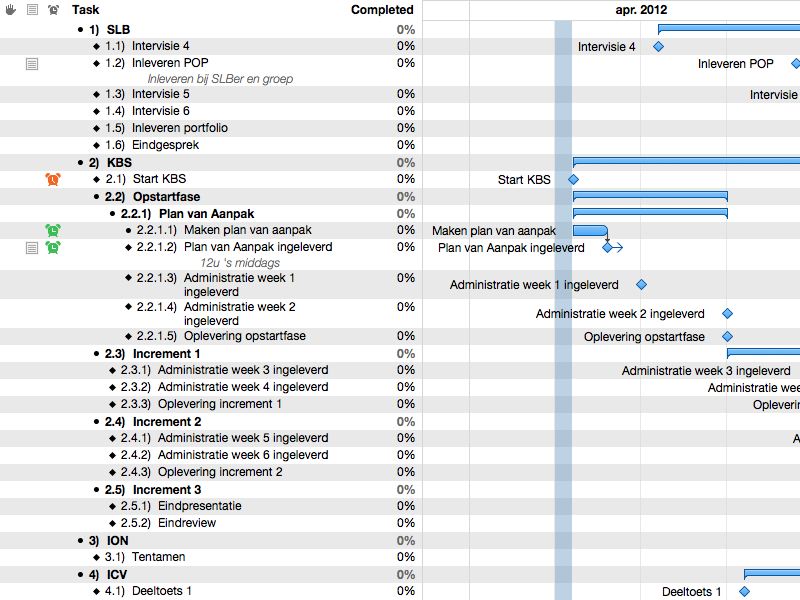 Task Completed apr. 2012
1) SLB 0%
1.1) Intervisie 4 0% Intervisie 4
1.2) Inleveren POP 0% Inleveren POP
Inleveren bij SLBer en groep
1.3) Intervisie 5 0% Intervisie
1.4) Intervisie 6 0%
1.5) Inleveren portfolio 0%
1.6) Eindgesprek 0%
2) KBS 0%
2.1) Start KBS 0% Start KBS
2.2) Opstartfase 0%
2.2.1) Plan van Aanpak 0%
2.2.1.1) Maken plan van aanpak 0% Maken plan van aanpak
2.2.1.2) Plan van Aanpak ingeleverd 0% Plan van Aanpak ingeleverd
12u 's middags
2.2.1.3) Administratie week 1 0% Administratie week 1 ingeleverd
ingeleverd
2.2.1.4) Administratie week 2 0% Administratie week 2 ingeleverd
ingeleverd
2.2.1.5) Oplevering opstartfase 0% Oplevering opstartfase
2.3) Increment 1 0%
2.3.1) Administratie week 3 ingeleverd 0% Administratie week 3 ingeleverd
2.3.2) Administratie week 4 ingeleverd 0% Administratie wee
2.3.3) Oplevering increment 1 0% Opleverin
2.4) Increment 2 0%
2.4.1) Administratie week 5 ingeleverd 0% A
2.4.2) Administratie week 6 ingeleverd 0%
2.4.3) Oplevering increment 2 0%
2.5) Increment 3 0%
2.5.1) Eindpresentatie 0%
2.5.2) Eindreview 0%
3) ION 0%
3.1) Tentamen 0%
4) ICV 0%
4.1) Deeltoets 1 0% Deeltoets 1